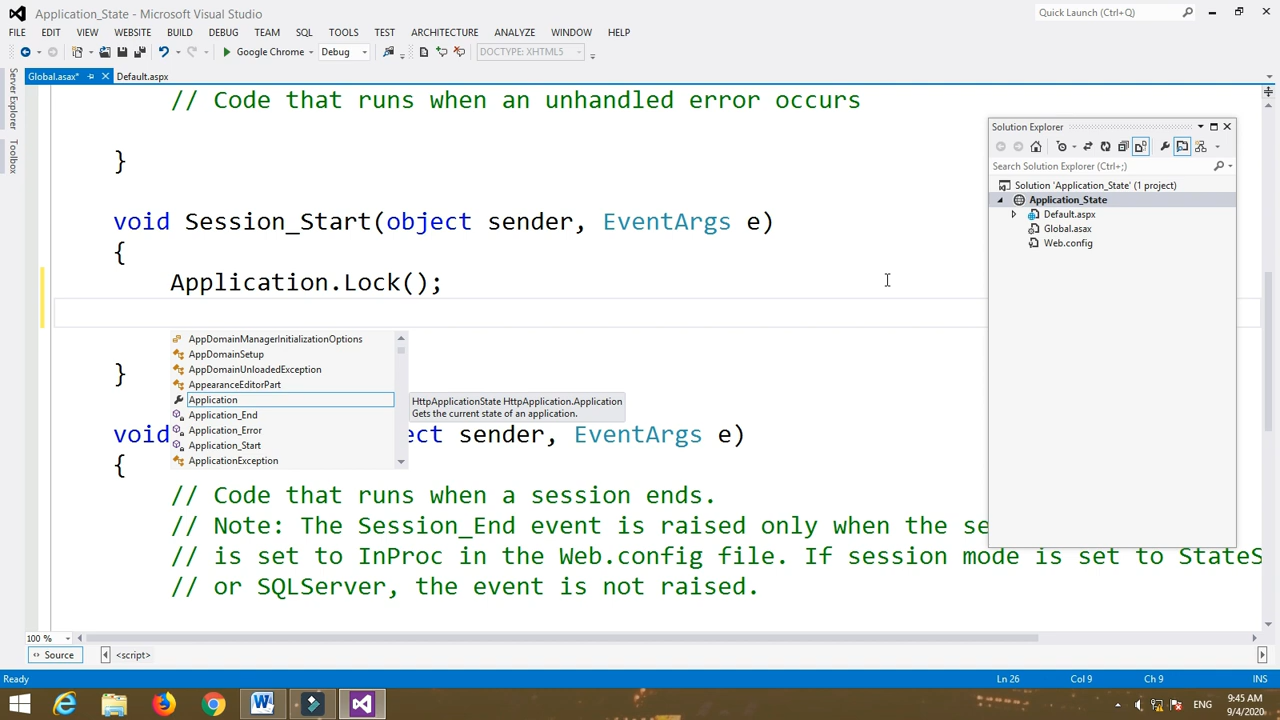 Application_State - Microsoft Visual Studio
Quick Launch (Ctrl+Q)
FILE EDIT VIEW WEBSITE BUILD DEBUG TEAM SQL TOOLS TEST ARCHITECTURE ANALYZE WINDOW HELP
Google Chrome Debug DOCTYPE: XHTML5
Global.asax* Default.aspx
Server Explorer
Toolbox
// Code that runs when an unhandled error occurs
}
void Session_Start(object sender, EventArgs e)
{
Application.Lock();
AppDomainManagerInitializationOptions
AppDomainSetup
AppDomainUnloadedException
AppearanceEditorPart
Application
Application_End
Application_Error
Application_Start
ApplicationException
HttpApplicationState HttpApplication.Application
Gets the current state of an application.
}
void ect sender, EventArgs e)
{
// Code that runs when a session ends.
// Note: The Session_End event is raised only when the se
// is set to InProc in the Web.config file. If session mode is set to StateS
// or SQLServer, the event is not raised.
Solution Explorer
Search Solution Explorer (Ctrl+;)
Solution 'Application_State' (1 project)
Application_State
Default.aspx
Global.asax
Web.config
100 %
Source <script>
Ready Ln 26 Col 9 Ch 9 INS
ENG
9:45 AM
9/4/2020